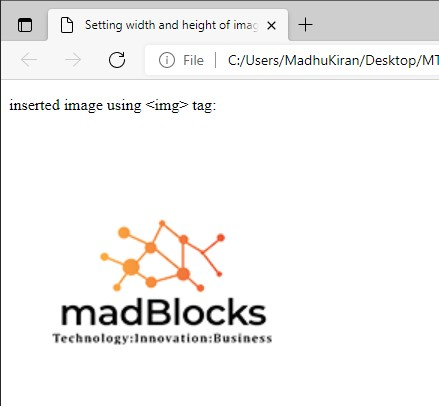 Setting width and height of imag
File
C:/Users/MadhuKiran/Desktop/MT
inserted image using <img> tag:
madBlocks
Technology:Innovation:Business